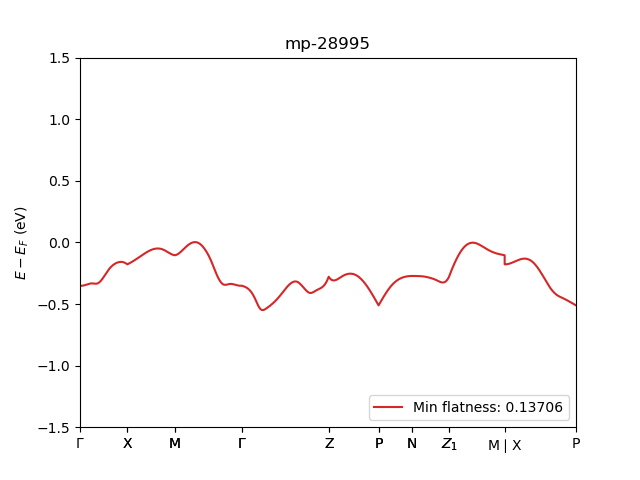 mp-28995
E − E_F (eV)
1.5
1.0
0.5
0.0
−0.5
−1.0
−1.5
Min flatness: 0.13706
Γ X M Γ Z P N Z_1 M | X P